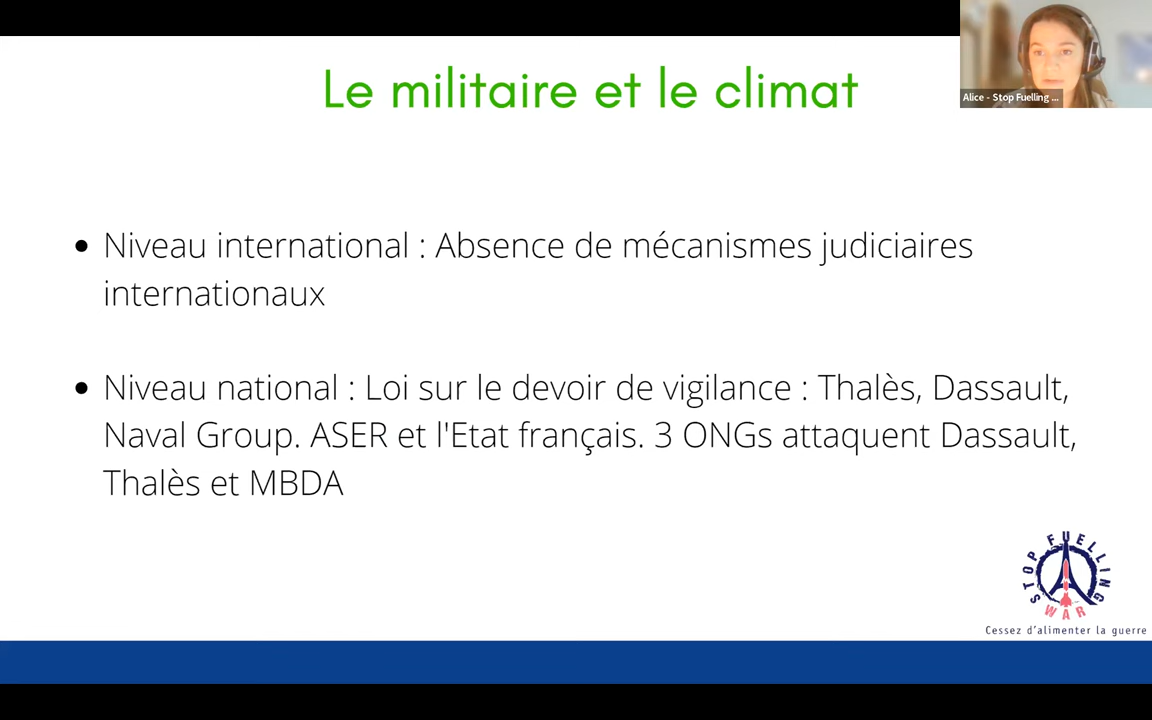 Le militaire et le climat
Alice - Stop Fuelling ...
Niveau international : Absence de mécanismes judiciaires
internationaux
Niveau national : Loi sur le devoir de vigilance : Thalès, Dassault,
Naval Group. ASER et l'Etat français. 3 ONGs attaquent Dassault,
Thalès et MBDA
STOP FUELLING
WAR
Cessez d'alimenter la guerre